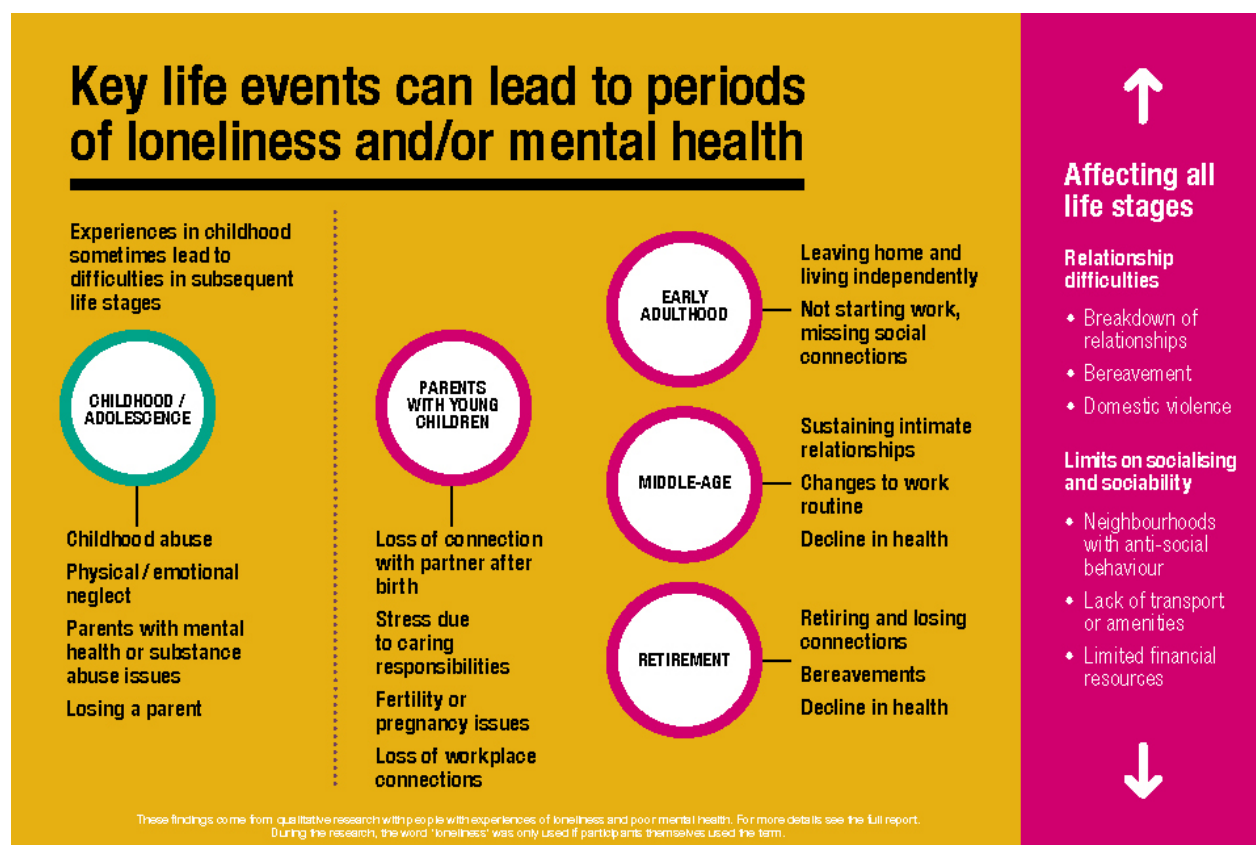 Key life events can lead to periods
of loneliness and/or mental health
Experiences in childhood
sometimes lead to
difficulties in subsequent
life stages
CHILDHOOD /
ADOLESCENCE
Childhood abuse
Physical/emotional
neglect
Parents with mental
health or substance
abuse issues
Losing a parent
PARENTS
WITH YOUNG
CHILDREN
Loss of connection
with partner after
birth
Stress due
to caring
responsibilities
Fertility or
pregnancy issues
Loss of workplace
connections
EARLY
ADULTHOOD
Leaving home and
living independently
Not starting work,
missing social
connections
MIDDLE-AGE
Sustaining intimate
relationships
Changes to work
routine
Decline in health
RETIREMENT
Retiring and losing
connections
Bereavements
Decline in health
Affecting all
life stages
Relationship
difficulties
• Breakdown of
relationships
• Bereavement
• Domestic violence
Limits on socialising
and sociability
• Neighbourhoods
with anti-social
behaviour
• Lack of transport
or amenities
• Limited financial
resources
These findings come from qualitative research with people with experiences of loneliness and poor mental health. For more details see the full report.
During the research, the word 'loneliness' was only used if participants themselves used the term.